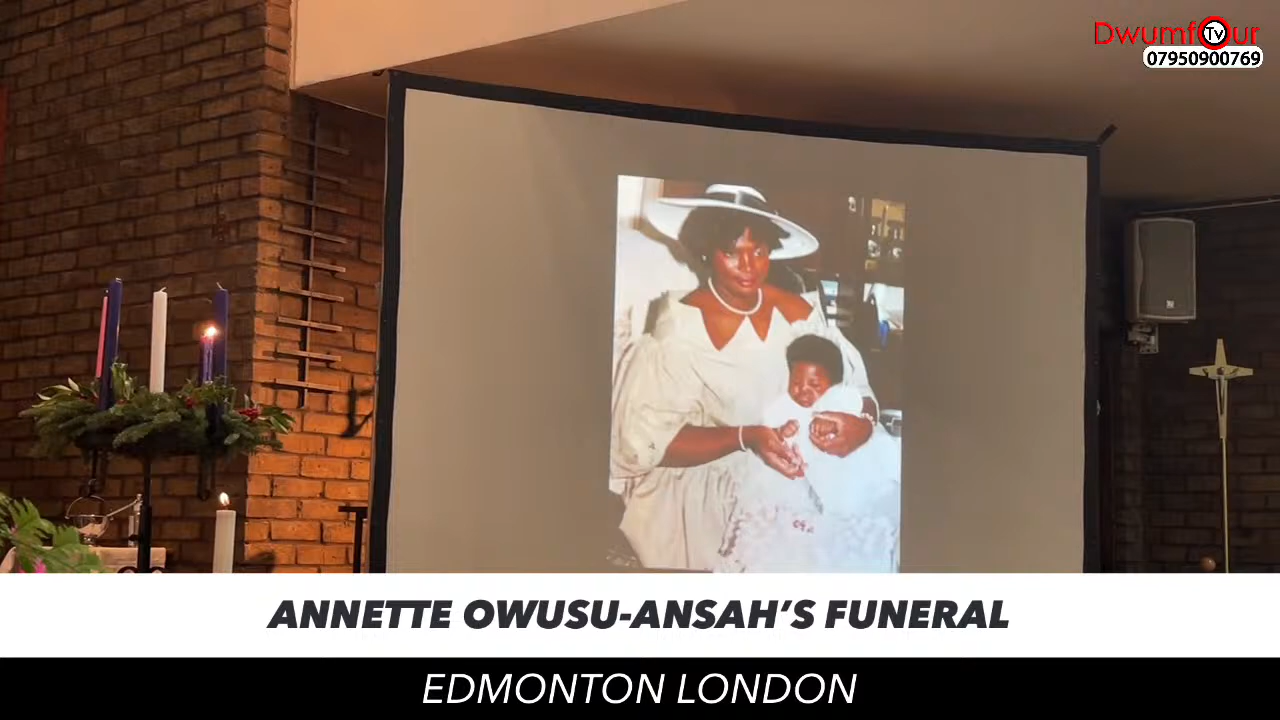 Dwumfour
TV
07950900769
ANNETTE OWUSU-ANSAH’S FUNERAL
EDMONTON LONDON